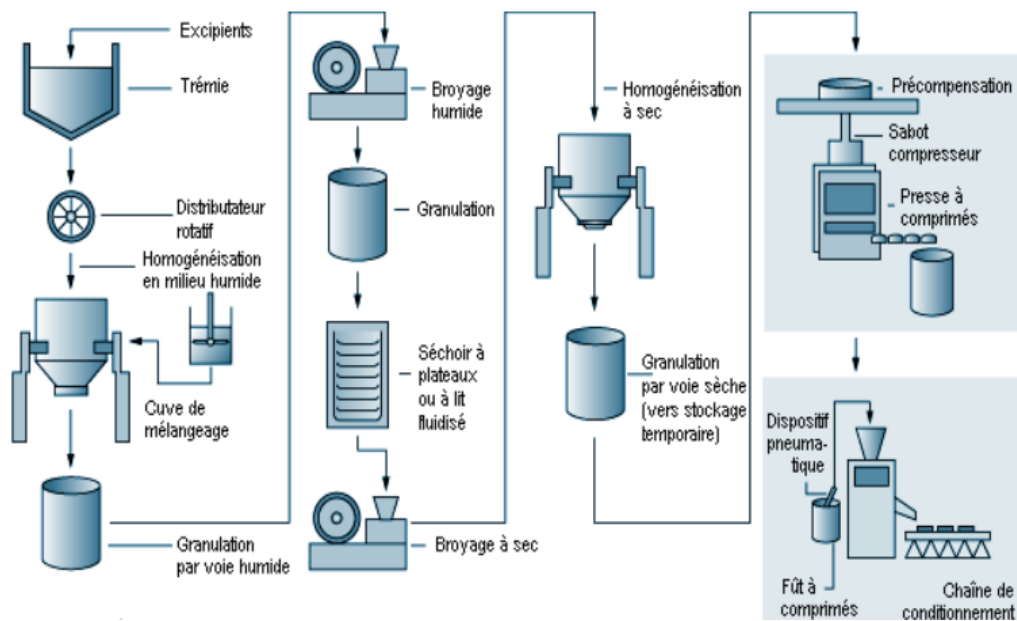 Excipients
Trémie
Distributateur
rotatif
Homogénéisation
en milieu humide
Cuve de
mélangeage
Granulation
par voie humide
Broyage
humide
Granulation
Séchoir à
plateaux
ou à lit
fluidisé
Broyage à sec
Homogénéisation
à sec
Granulation
par voie sèche
(vers stockage
temporaire)
Précompensation
Sabot
compresseur
Presse à
comprimés
Dispositif
pneuma-
tique
Fût à
comprimés
Chaîne de
conditionnement